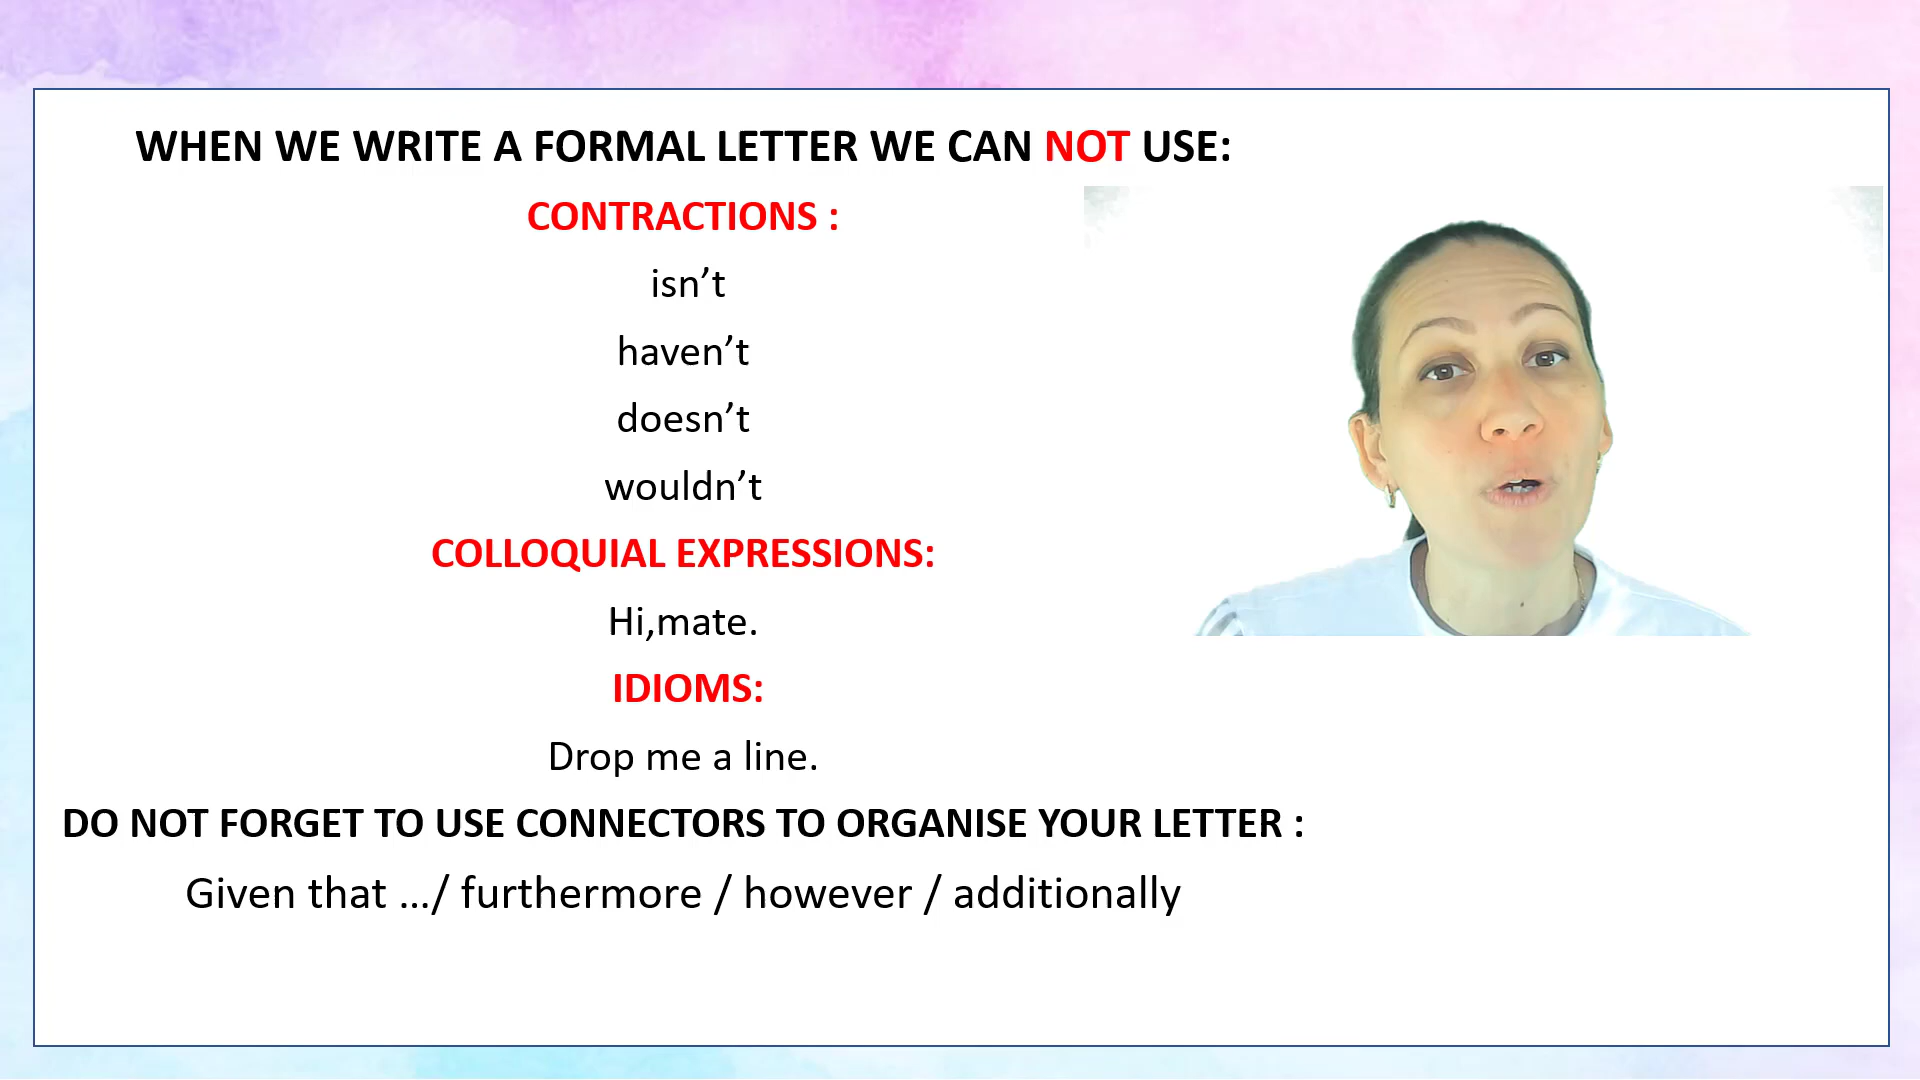 WHEN WE WRITE A FORMAL LETTER WE CAN NOT USE:
CONTRACTIONS :
isn’t
haven’t
doesn’t
wouldn’t
COLLOQUIAL EXPRESSIONS:
Hi,mate.
IDIOMS:
Drop me a line.
DO NOT FORGET TO USE CONNECTORS TO ORGANISE YOUR LETTER :
Given that …/ furthermore / however / additionally